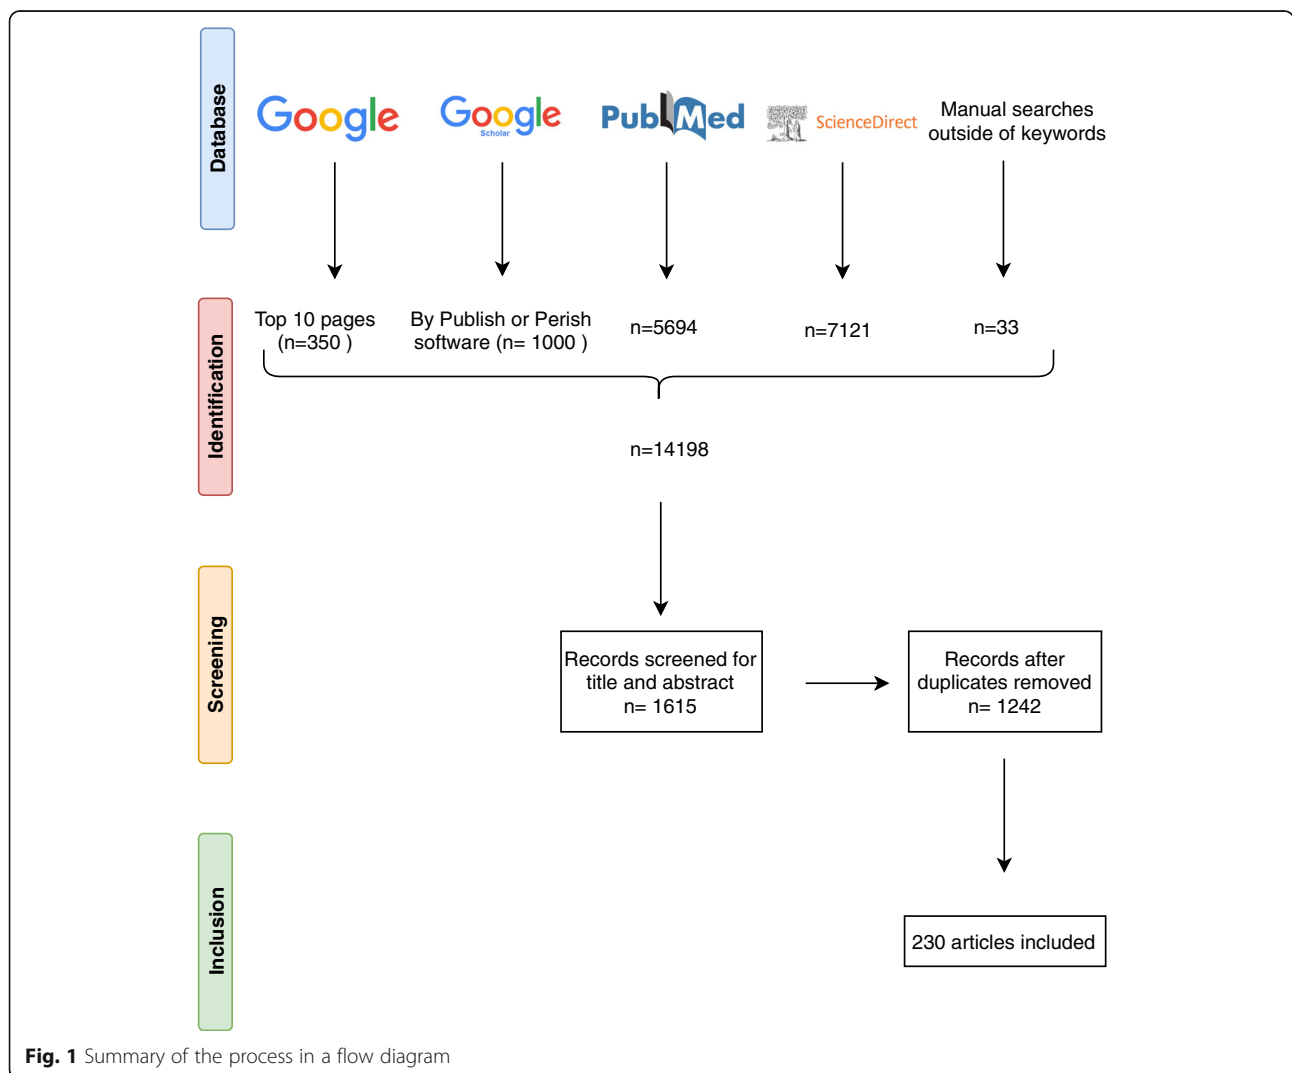 Database
Google
Google
Scholar
PubMed
ScienceDirect
Manual searches
outside of keywords
Identification
Top 10 pages
(n=350 )
By Publish or Perish
software (n= 1000 )
n=5694
n=7121
n=33
n=14198
Screening
Records screened for
title and abstract
n= 1615
Records after
duplicates removed
n= 1242
Inclusion
230 articles included
Fig. 1 Summary of the process in a flow diagram